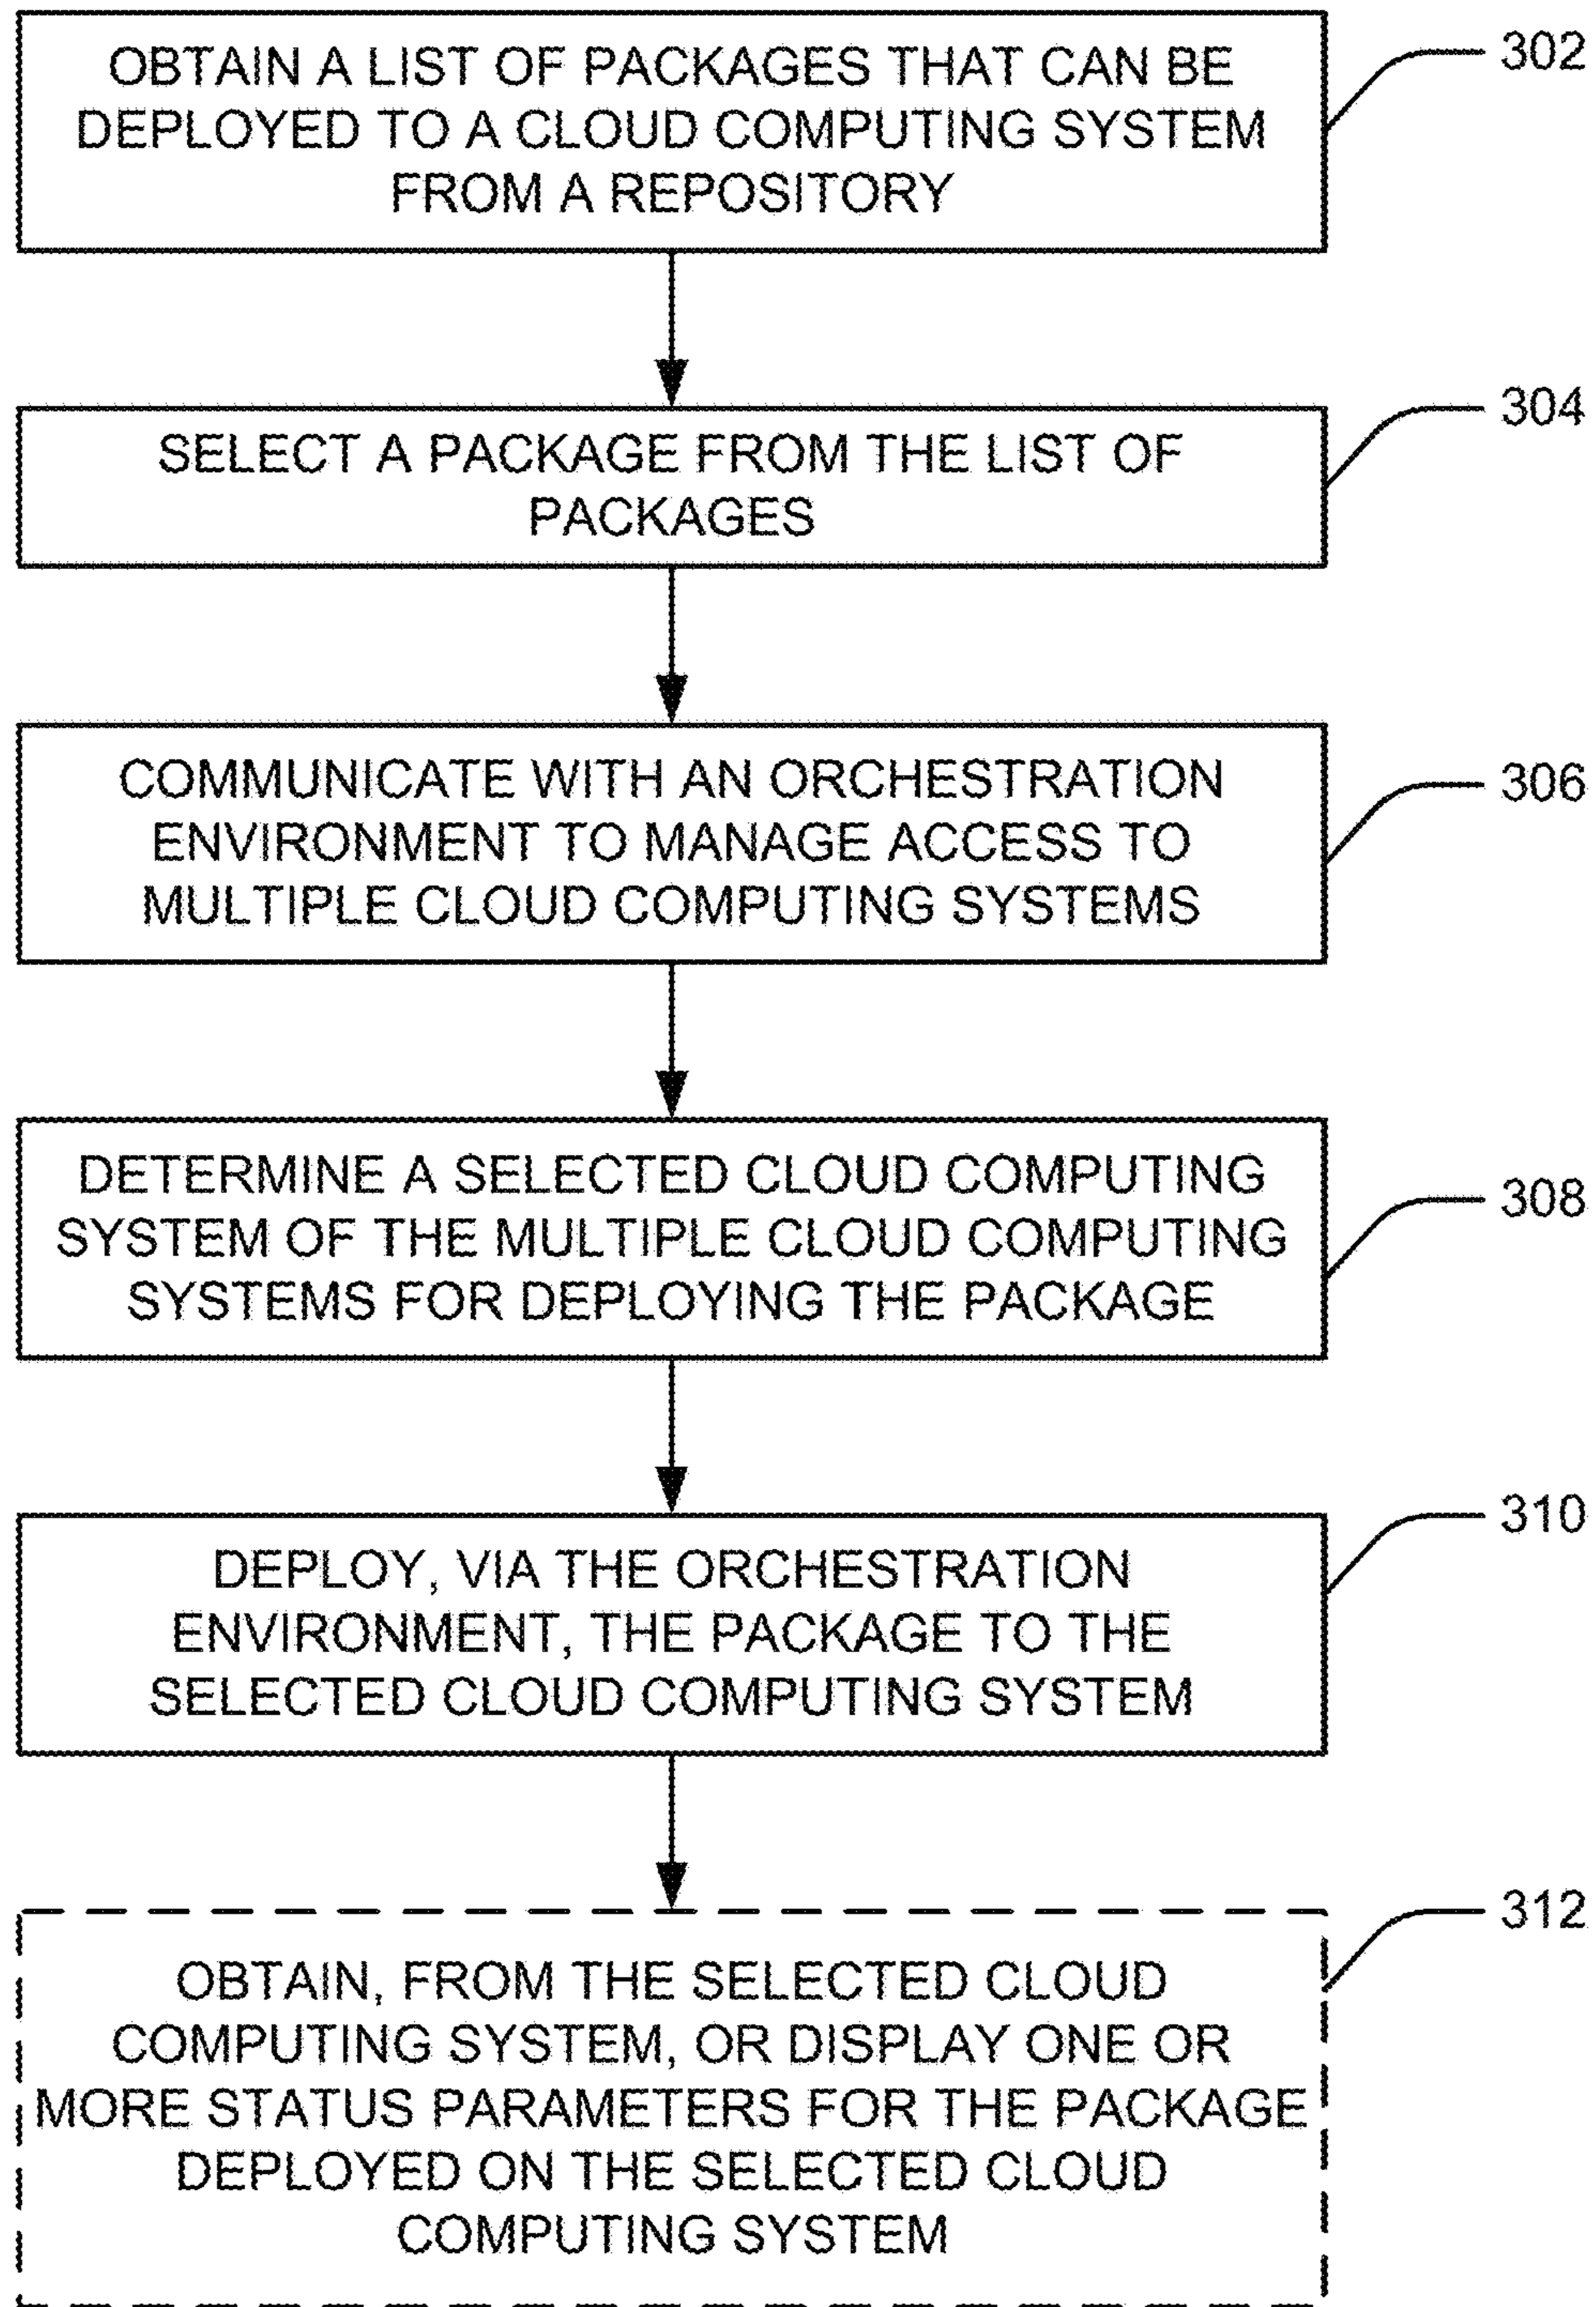 OBTAIN A LIST OF PACKAGES THAT CAN BE
DEPLOYED TO A CLOUD COMPUTING SYSTEM
FROM A REPOSITORY
302
SELECT A PACKAGE FROM THE LIST OF
PACKAGES
304
COMMUNICATE WITH AN ORCHESTRATION
ENVIRONMENT TO MANAGE ACCESS TO
MULTIPLE CLOUD COMPUTING SYSTEMS
306
DETERMINE A SELECTED CLOUD COMPUTING
SYSTEM OF THE MULTIPLE CLOUD COMPUTING
SYSTEMS FOR DEPLOYING THE PACKAGE
308
DEPLOY, VIA THE ORCHESTRATION
ENVIRONMENT, THE PACKAGE TO THE
SELECTED CLOUD COMPUTING SYSTEM
310
OBTAIN, FROM THE SELECTED CLOUD
COMPUTING SYSTEM, OR DISPLAY ONE OR
MORE STATUS PARAMETERS FOR THE PACKAGE
DEPLOYED ON THE SELECTED CLOUD
COMPUTING SYSTEM
312